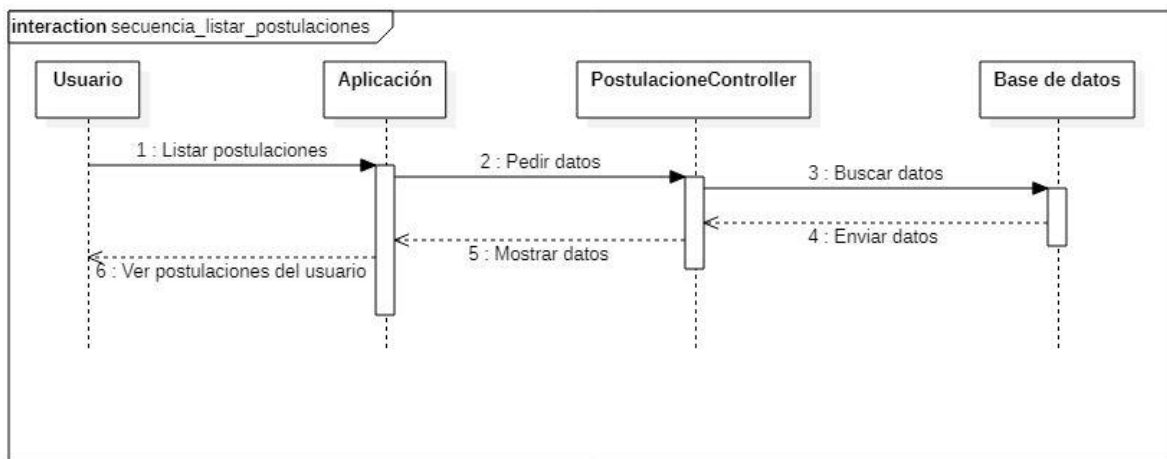 interaction secuencia_listar_postulaciones
Usuario
Aplicación
PostulacioneController
Base de datos
1 : Listar postulaciones
2 : Pedir datos
3 : Buscar datos
4 : Enviar datos
5 : Mostrar datos
6 : Ver postulaciones del usuario